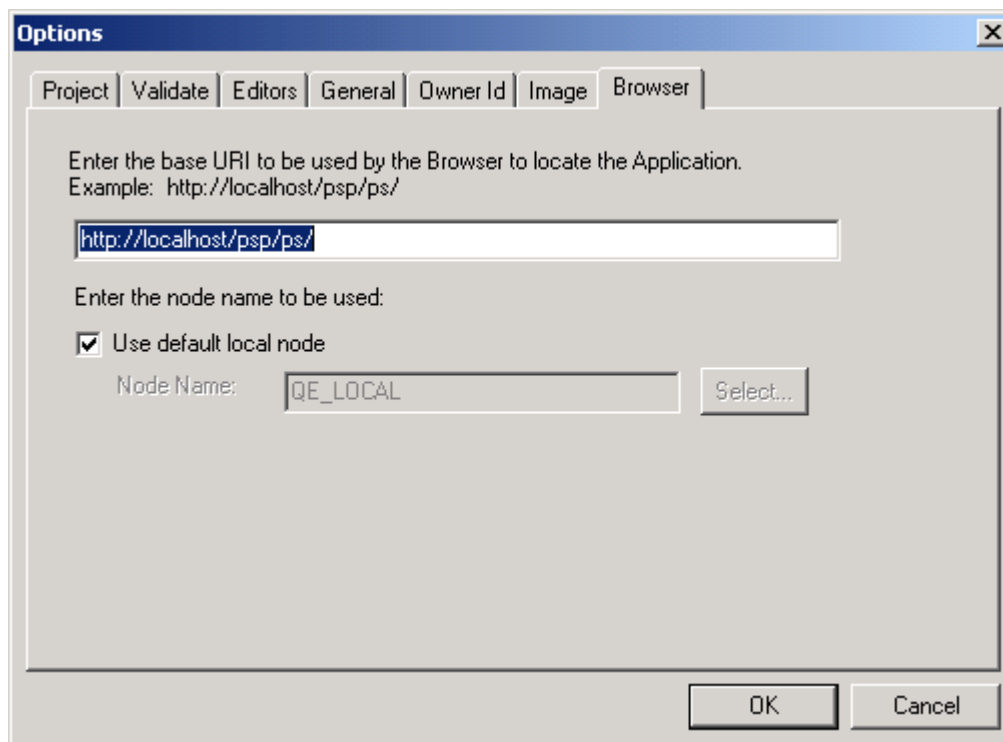 Options
Project Validate Editors General Owner Id Image Browser
Enter the base URI to be used by the Browser to locate the Application.
Example: http://localhost/psp/ps/
http://localhost/psp/ps/
Enter the node name to be used:
Use default local node
Node Name: QE_LOCAL Select...
OK Cancel